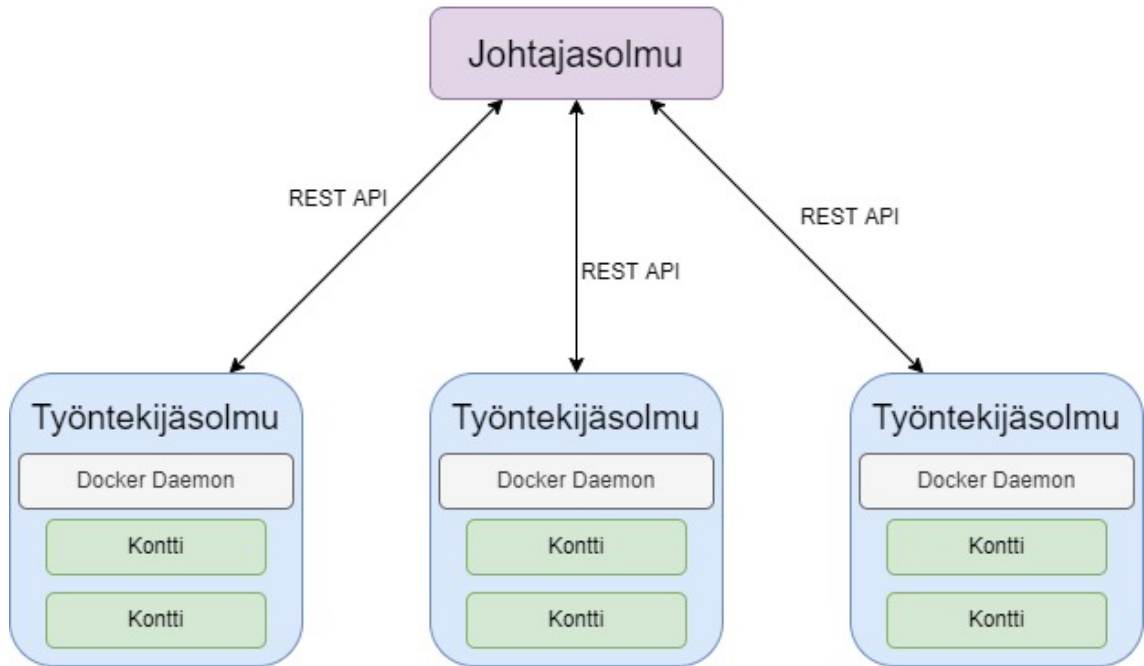 Johtajasolmu
REST API
REST API
REST API
Työntekijäsolmu
Docker Daemon
Kontti
Kontti
Työntekijäsolmu
Docker Daemon
Kontti
Kontti
Työntekijäsolmu
Docker Daemon
Kontti
Kontti